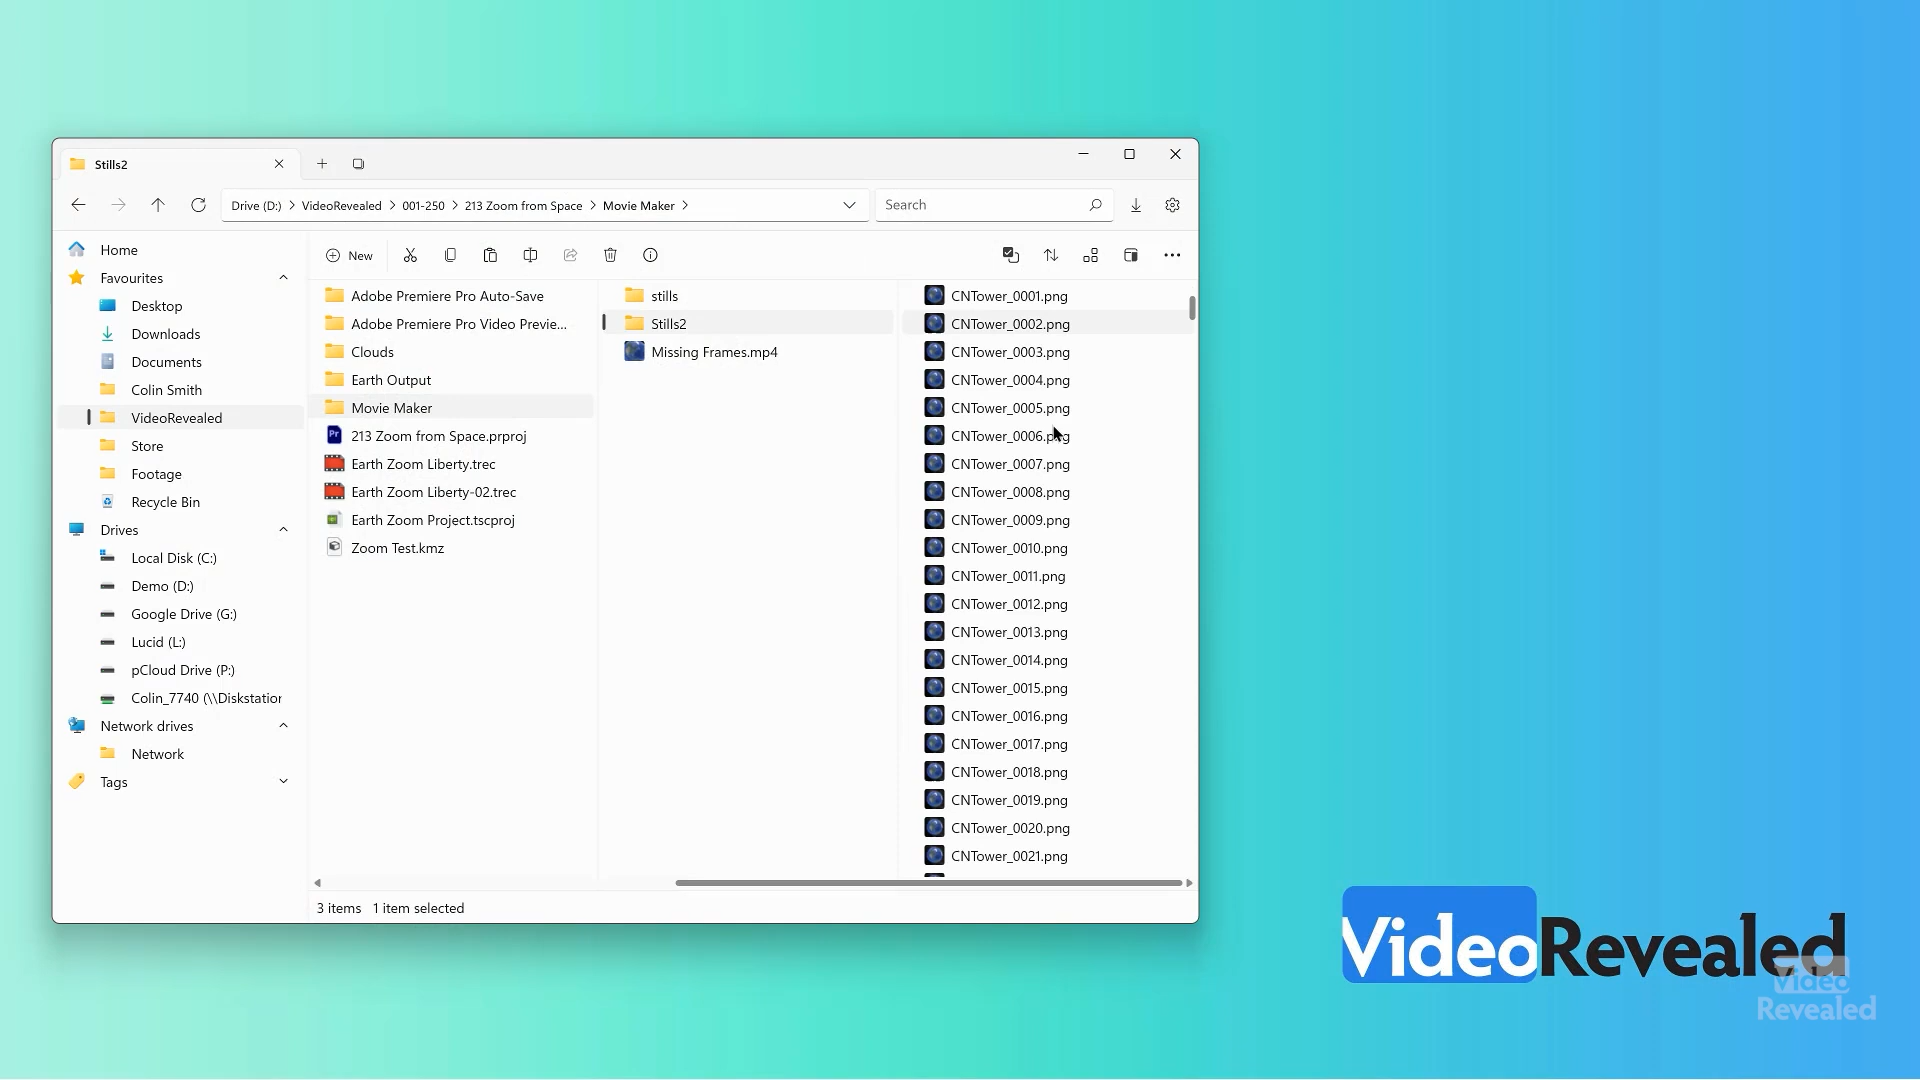 Stills2
Drive (D:) VideoRevealed 001-250 213 Zoom from Space Movie Maker
Search
New
Home
Favourites
Desktop
Downloads
Documents
Colin Smith
VideoRevealed
Store
Footage
Recycle Bin
Drives
Local Disk (C:)
Demo (D:)
Google Drive (G:)
Lucid (L:)
pCloud Drive (P:)
Colin_7740 (\\Diskstation
Network drives
Network
Tags
Adobe Premiere Pro Auto-Save
Adobe Premiere Pro Video Previe...
Clouds
Earth Output
Movie Maker
213 Zoom from Space.prproj
Earth Zoom Liberty.trec
Earth Zoom Liberty-02.trec
Earth Zoom Project.tscproj
Zoom Test.kmz
stills
Stills2
Missing Frames.mp4
CNTower_0001.png
CNTower_0002.png
CNTower_0003.png
CNTower_0004.png
CNTower_0005.png
CNTower_0006.png
CNTower_0007.png
CNTower_0008.png
CNTower_0009.png
CNTower_0010.png
CNTower_0011.png
CNTower_0012.png
CNTower_0013.png
CNTower_0014.png
CNTower_0015.png
CNTower_0016.png
CNTower_0017.png
CNTower_0018.png
CNTower_0019.png
CNTower_0020.png
CNTower_0021.png
3 items 1 item selected
VideoRevealed
Video
Revealed